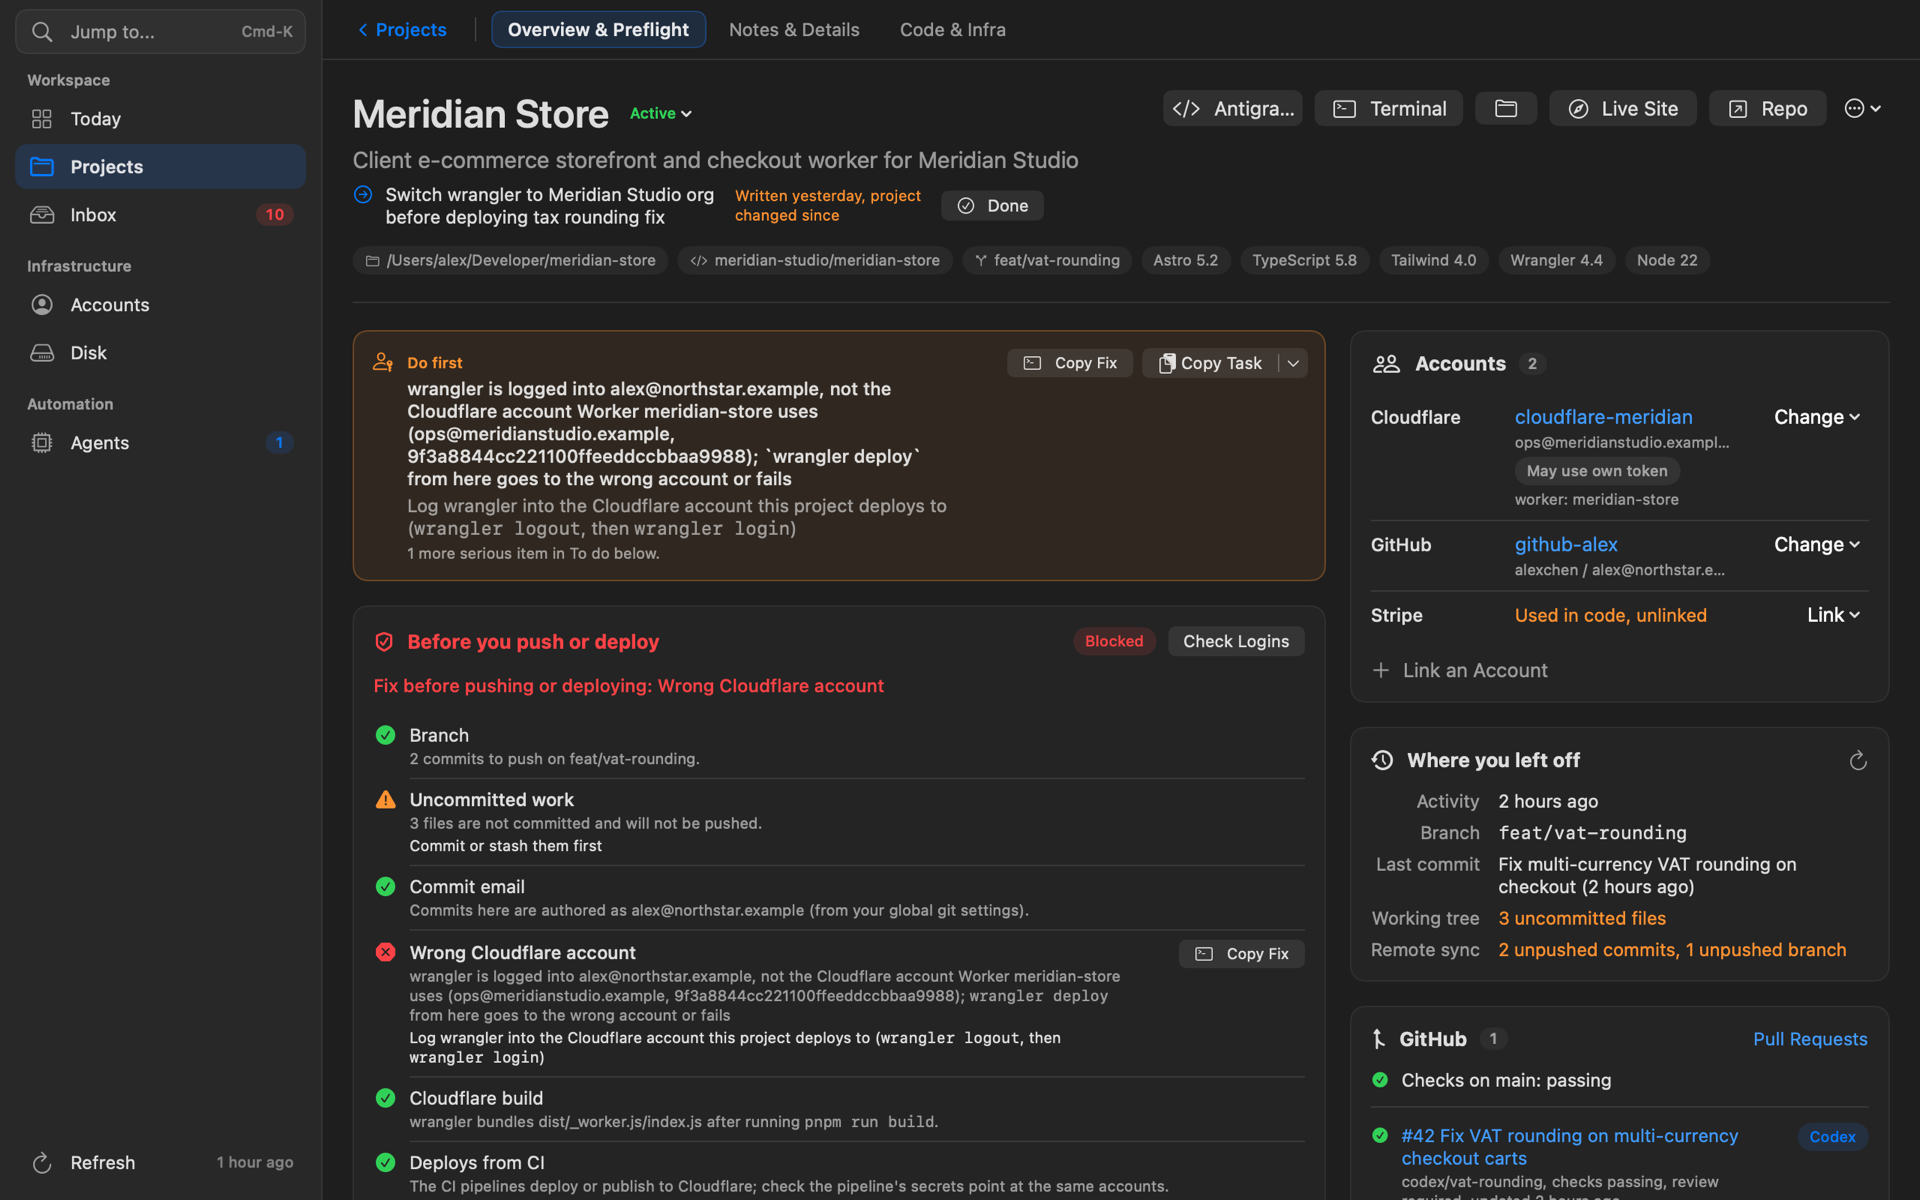 Jump to...
Cmd-K
Workspace
Today
Projects
Inbox
10
Infrastructure
Accounts
Disk
Automation
Agents
1
Refresh
1 hour ago
Projects
Overview & Preflight
Notes & Details
Code & Infra
Meridian Store
Active
Antigra...
Terminal
Live Site
Repo
Client e-commerce storefront and checkout worker for Meridian Studio
Switch wrangler to Meridian Studio org
before deploying tax rounding fix
Written yesterday, project
changed since
Done
/Users/alex/Developer/meridian-store
meridian-studio/meridian-store
feat/vat-rounding
Astro 5.2
TypeScript 5.8
Tailwind 4.0
Wrangler 4.4
Node 22
Do first
Copy Fix
Copy Task
wrangler is logged into alex@northstar.example, not the
Cloudflare account Worker meridian-store uses
(ops@meridianstudio.example,
9f3a8844cc221100ffeeddccbbaa9988); `wrangler deploy`
from here goes to the wrong account or fails
Log wrangler into the Cloudflare account this project deploys to
(wrangler logout, then wrangler login)
1 more serious item in To do below.
Before you push or deploy
Blocked
Check Logins
Fix before pushing or deploying: Wrong Cloudflare account
Branch
2 commits to push on feat/vat-rounding.
Uncommitted work
3 files are not committed and will not be pushed.
Commit or stash them first
Commit email
Commits here are authored as alex@northstar.example (from your global git settings).
Wrong Cloudflare account
Copy Fix
wrangler is logged into alex@northstar.example, not the Cloudflare account Worker meridian-store
uses (ops@meridianstudio.example, 9f3a8844cc221100ffeeddccbbaa9988); wrangler deploy
from here goes to the wrong account or fails
Log wrangler into the Cloudflare account this project deploys to (wrangler logout, then
wrangler login)
Cloudflare build
wrangler bundles dist/_worker.js/index.js after running pnpm run build.
Deploys from CI
The CI pipelines deploy or publish to Cloudflare; check the pipeline's secrets point at the same accounts.
Accounts
2
Cloudflare
cloudflare-meridian
Change
ops@meridianstudio.exampl...
May use own token
worker: meridian-store
GitHub
github-alex
Change
alexchen / alex@northstar.e...
Stripe
Used in code, unlinked
Link
Link an Account
Where you left off
Activity
2 hours ago
Branch
feat/vat-rounding
Last commit
Fix multi-currency VAT rounding on
checkout (2 hours ago)
Working tree
3 uncommitted files
Remote sync
2 unpushed commits, 1 unpushed branch
GitHub
1
Pull Requests
Checks on main: passing
#42 Fix VAT rounding on multi-currency
checkout carts
Codex
codex/vat-rounding, checks passing, review